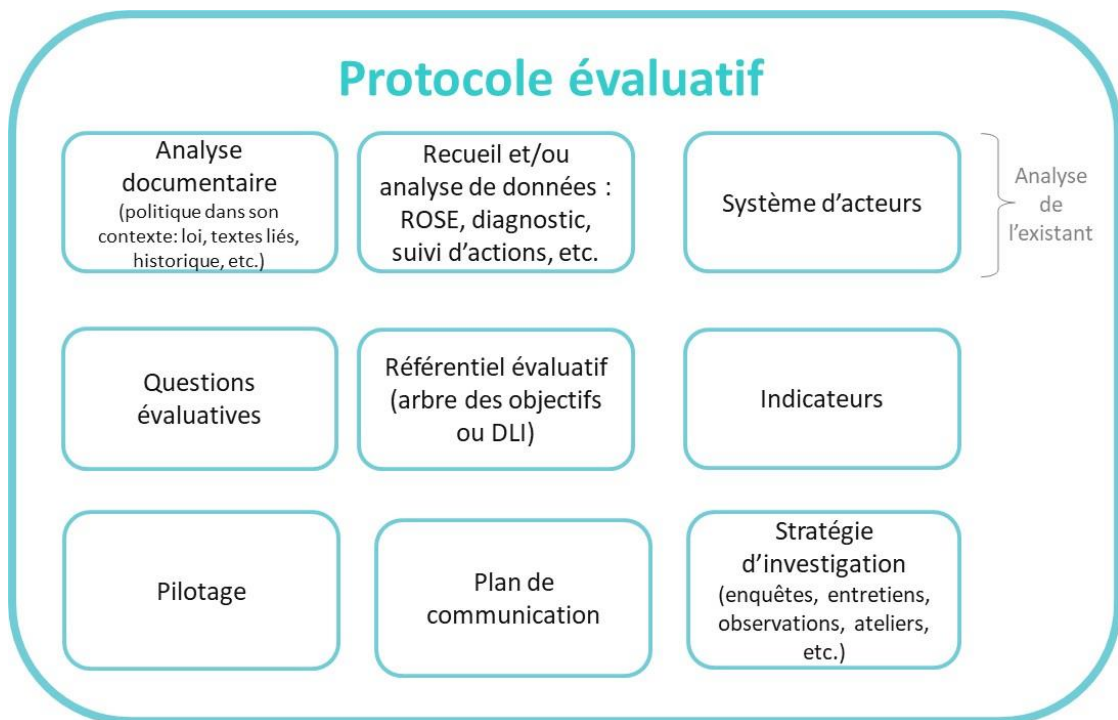 Protocole évaluatif
Analyse
documentaire
(politique dans son
contexte: loi, textes liés,
historique, etc.)
Recueil et/ou
analyse de données :
ROSE, diagnostic,
suivi d’actions, etc.
Système d’acteurs
Analyse
de
l’existant
Questions
évaluatives
Référentiel évaluatif
(arbre des objectifs
ou DLI)
Indicateurs
Pilotage
Plan de
communication
Stratégie
d’investigation
(enquêtes, entretiens,
observations, ateliers,
etc.)